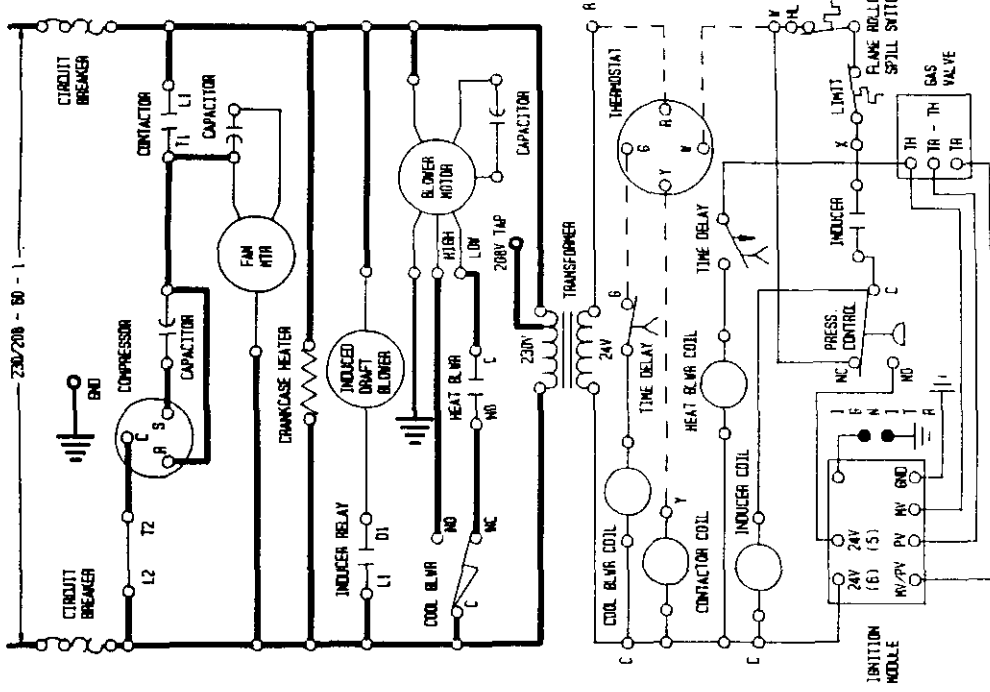 230/208 - 60 - 1
CIRCUIT
BREAKER
CIRCUIT
BREAKER
GND
L2
T2
C
S
R
COMPRESSOR
CAPACITOR
CONTACTOR
T1
L1
CAPACITOR
FAN
MTR
CRANKCASE HEATER
INDUCER RELAY
L1
D1
INDUCED
DRAFT
BLOWER
COOL BLWR
C
NO
NC
HEAT BLWR
NO
C
HIGH
LOW
BLOWER
MOTOR
CAPACITOR
208V TAP
230V
TRANSFORMER
24V
R
C
COOL BLWR COIL
TIME DELAY
G
THERMOSTAT
G
R
Y
W
CONTACTOR COIL
Y
HEAT BLWR COIL
TIME DELAY
C
INDUCER COIL
W
HL
SPILL SWIT
LIMIT
X
INDUCER
C
PRESS.
CONTROL
NC
NO
GAS
VALVE
TH
TR - TH
TR
IGNITION
MODULE
24V
(6)
24V
(5)
MV/PV
PV
MV
GND
I
G
N
I
T
R